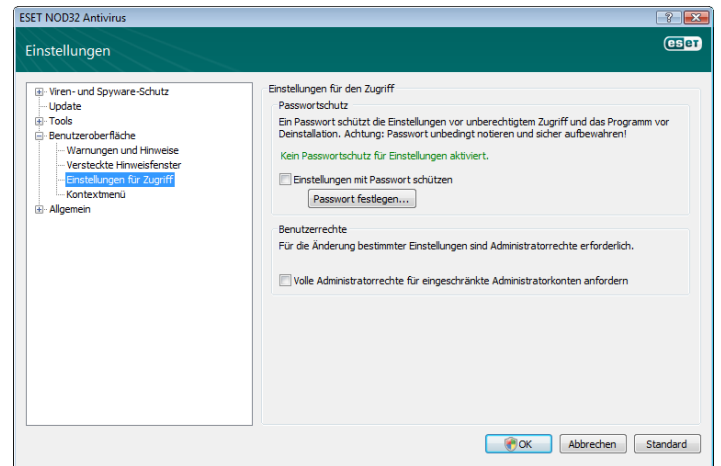 ESET NOD32 Antivirus
Einstellungen
eseT
Viren- und Spyware-Schutz
Update
Tools
Benutzeroberfläche
Warnungen und Hinweise
Versteckte Hinweisfenster
Einstellungen für Zugriff
Kontextmenü
Allgemein
Einstellungen für den Zugriff
Passwortschutz
Ein Passwort schützt die Einstellungen vor unberechtigtem Zugriff und das Programm vor
Deinstallation. Achtung: Passwort unbedingt notieren und sicher aufbewahren!
Kein Passwortschutz für Einstellungen aktiviert.
Einstellungen mit Passwort schützen
Passwort festlegen...
Benutzerrechte
Für die Änderung bestimmter Einstellungen sind Administratorrechte erforderlich.
Volle Administratorrechte für eingeschränkte Administratorkonten anfordern
OK
Abbrechen
Standard